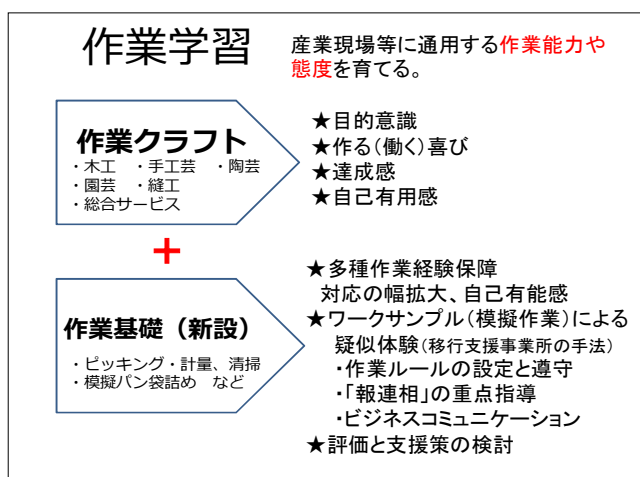 作業学習
産業現場等に通用する作業能力や
態度を育てる。
作業クラフト
・木工　・手工芸　・陶芸
・園芸　・縫工
・総合サービス
★目的意識
★作る（働く）喜び
★達成感
★自己有用感
＋
作業基礎（新設）
・ピッキング・計量、清掃
・模擬パン袋詰め　など
★多種作業経験保障
対応の幅拡大、自己有能感
★ワークサンプル（模擬作業）による
疑似体験（移行支援事業所の手法）
・作業ルールの設定と遵守
・「報連相」の重点指導
・ビジネスコミュニケーション
★評価と支援策の検討